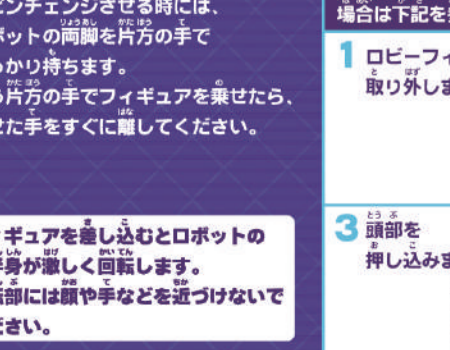 ピンチェンジさせる時には、
ボットの両脚を片方の手で
っかり持ちます。
片方の手でフィギュアを乗せたら、
せた手をすぐに離してください。
ギュアを差し込むとロボットの
半身が激しく回転します。
部には顔や手などを近づけないで
ださい。
場合は下記を
1 ロビーフィ
取り外しま
3 頭部を
押し込みま